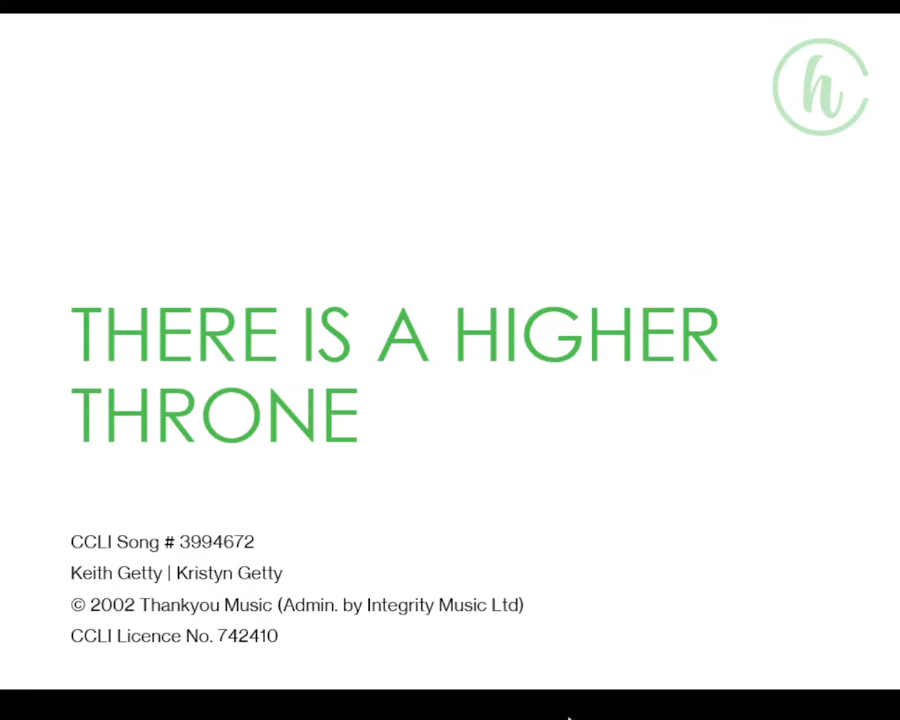 h
THERE IS A HIGHER
THRONE
CCLI Song # 3994672
Keith Getty | Kristyn Getty
© 2002 Thankyou Music (Admin. by Integrity Music Ltd)
CCLI Licence No. 742410